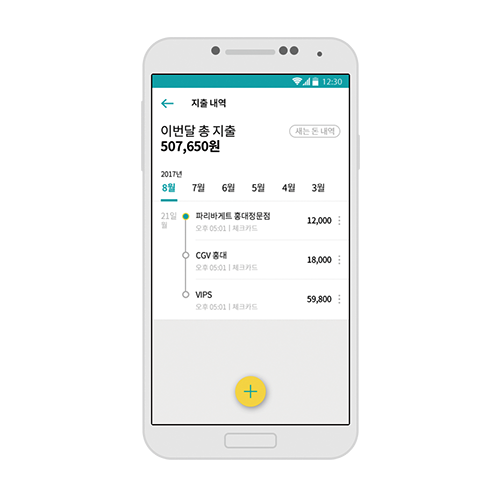 12:30
지출 내역
이번달 총 지출
세는 돈 내역
507,650원
2017년
8월 7월 6월 5월 4월 3월
21일 파리바게트 홍대정문점 12,000
월 오후 05:01 | 체크카드
CGV 홍대 18,000
오후 05:01 | 체크카드
VIPS 59,800
오후 05:01 | 체크카드